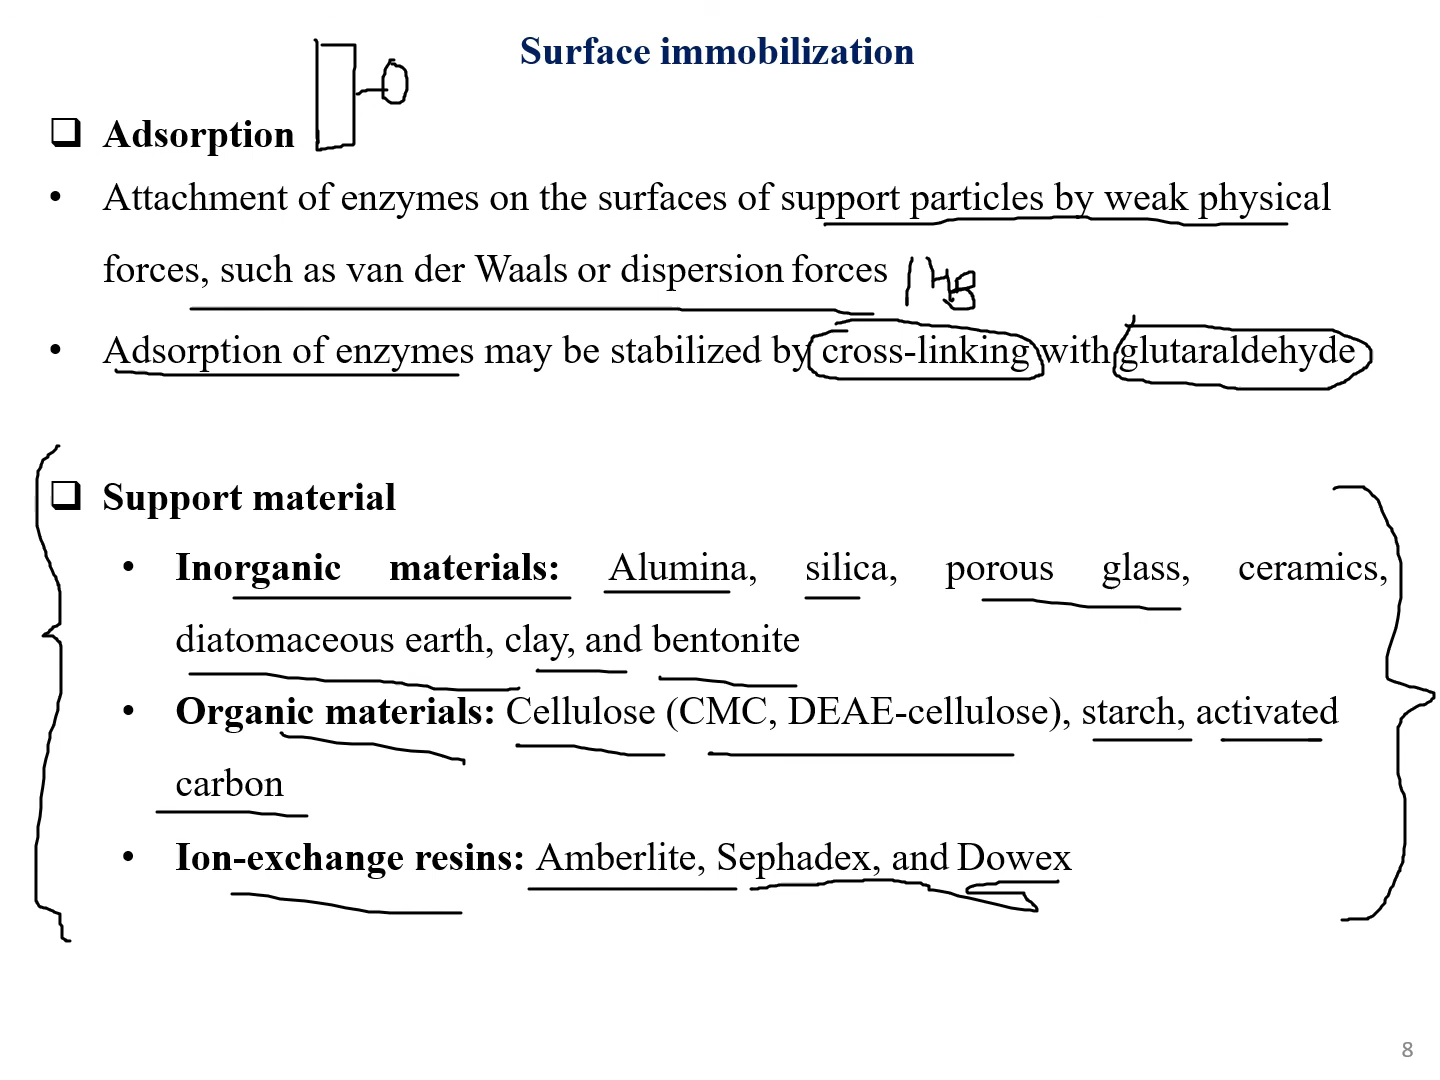 Surface immobilization
❑ Adsorption
• Attachment of enzymes on the surfaces of support particles by weak physical
forces, such as van der Waals or dispersion forces / HB
• Adsorption of enzymes may be stabilized by cross-linking with glutaraldehyde
❑ Support material
• Inorganic materials: Alumina, silica, porous glass, ceramics,
diatomaceous earth, clay, and bentonite
• Organic materials: Cellulose (CMC, DEAE-cellulose), starch, activated
carbon
• Ion-exchange resins: Amberlite, Sephadex, and Dowex
8